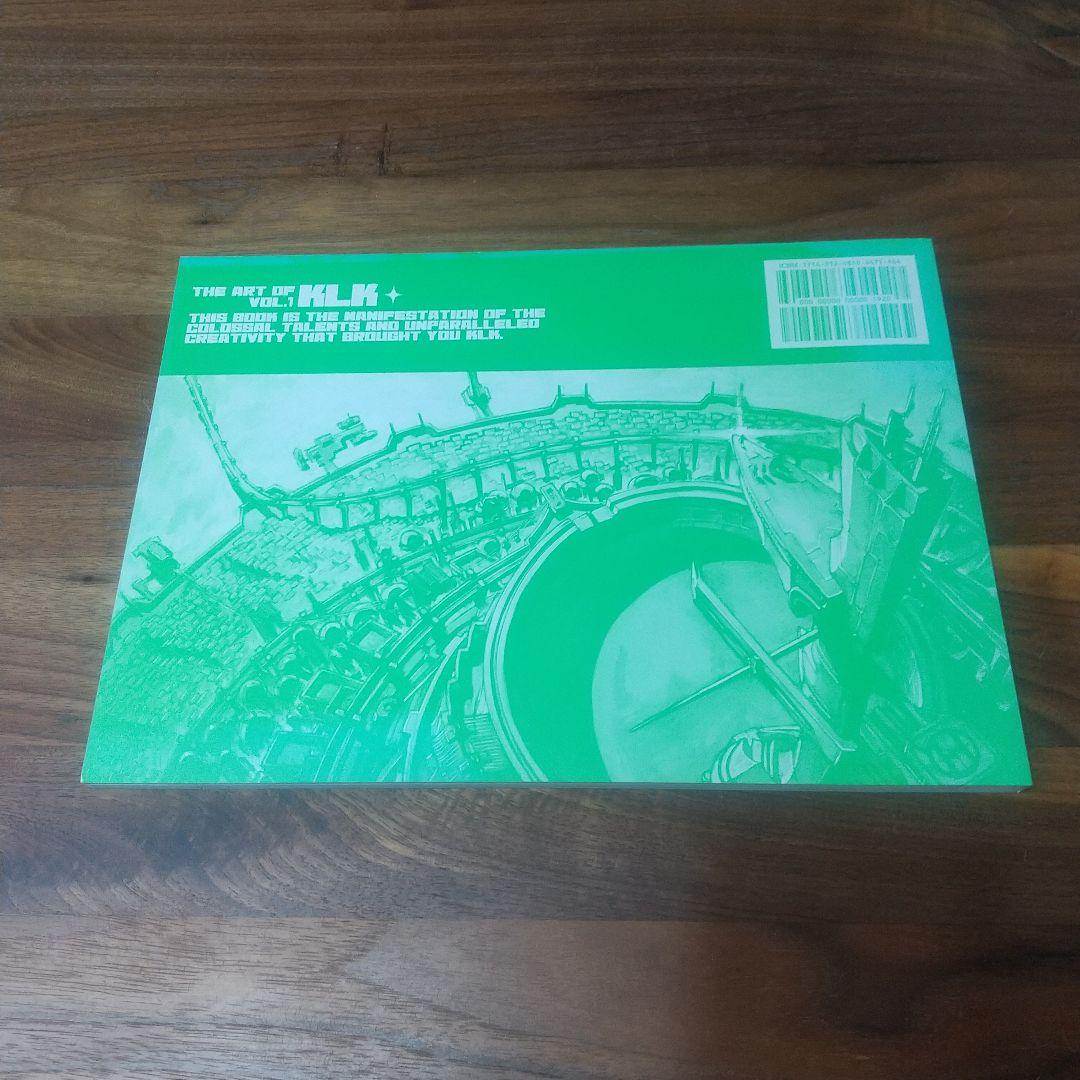 THE ART OF
VOL.1 KLK
THIS BOOK IS THE MANIFESTATION OF THE
COLOSSAL TALENTS AND UNPARALLELED
CREATIVITY THAT BROUGHT YOU KLK.